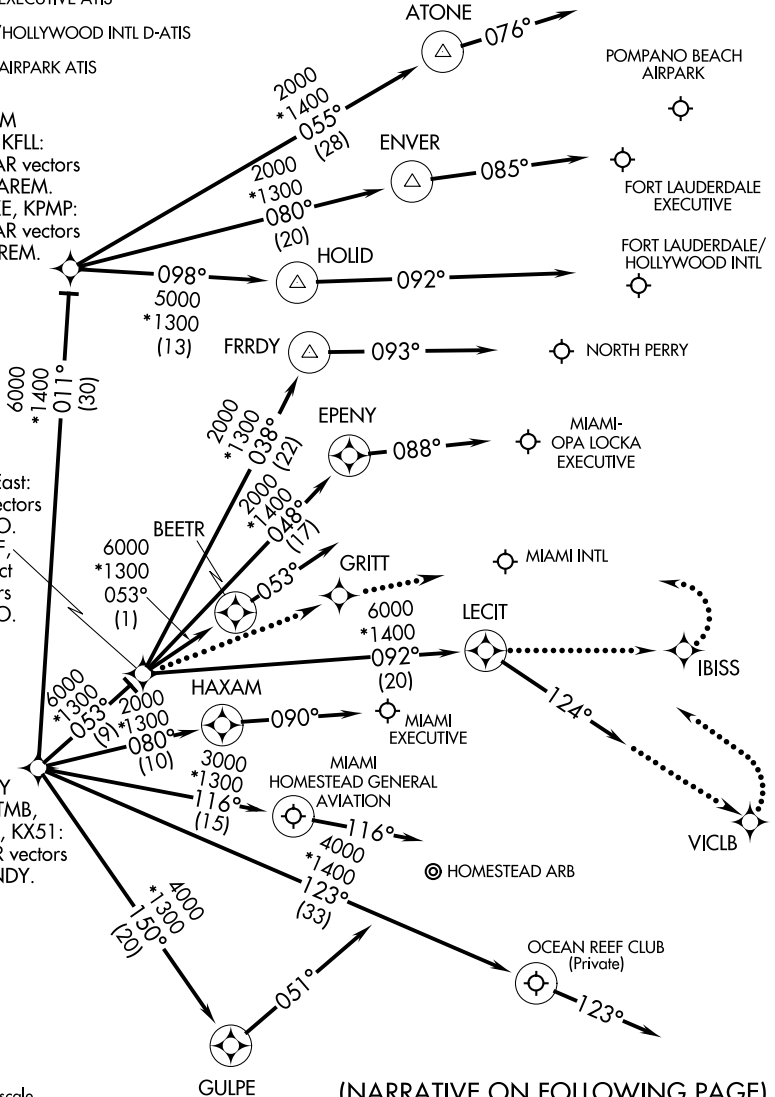 EXECUTIVE ATIS
/HOLLYWOOD INTL D-ATIS
AIRPARK ATIS
ATONE
076°
POMPANO BEACH
AIRPARK
2000
*1400
055°
(28)
KFLL:
AR vectors
AREM.
KPMP:
AR vectors
REM.
ENVER
085°
2000
*1300
080°
(20)
FORT LAUDERDALE
EXECUTIVE
FORT LAUDERDALE/
HOLLYWOOD INTL
HOLID
092°
098°
5000
*1300
(13)
FRRDY
093°
NORTH PERRY
6000
*1400
011°
(30)
2000
*1300
038°
(22)
EPENY
088°
MIAMI-
OPA LOCKA
EXECUTIVE
2000
*1400
048°
(17)
East:
BEETR
053°
6000
*1300
053°
(1)
GRITT
MIAMI INTL
6000
*1400
092°
(20)
LECIT
IBISS
124°
VICLB
6000
*1300
053°
(9)
2000
*1300
080°
(10)
HAXAM
090°
MIAMI
EXECUTIVE
3000
*1300
116°
(15)
MIAMI
HOMESTEAD GENERAL
AVIATION
116°
TMB,
KX51:
R vectors
NDY.
4000
*1400
123°
(33)
HOMESTEAD ARB
4000
*1300
150°
(20)
OCEAN REEF CLUB
(Private)
123°
051°
GULPE
scale
(NARRATIVE ON FOLLOWING PAGE)